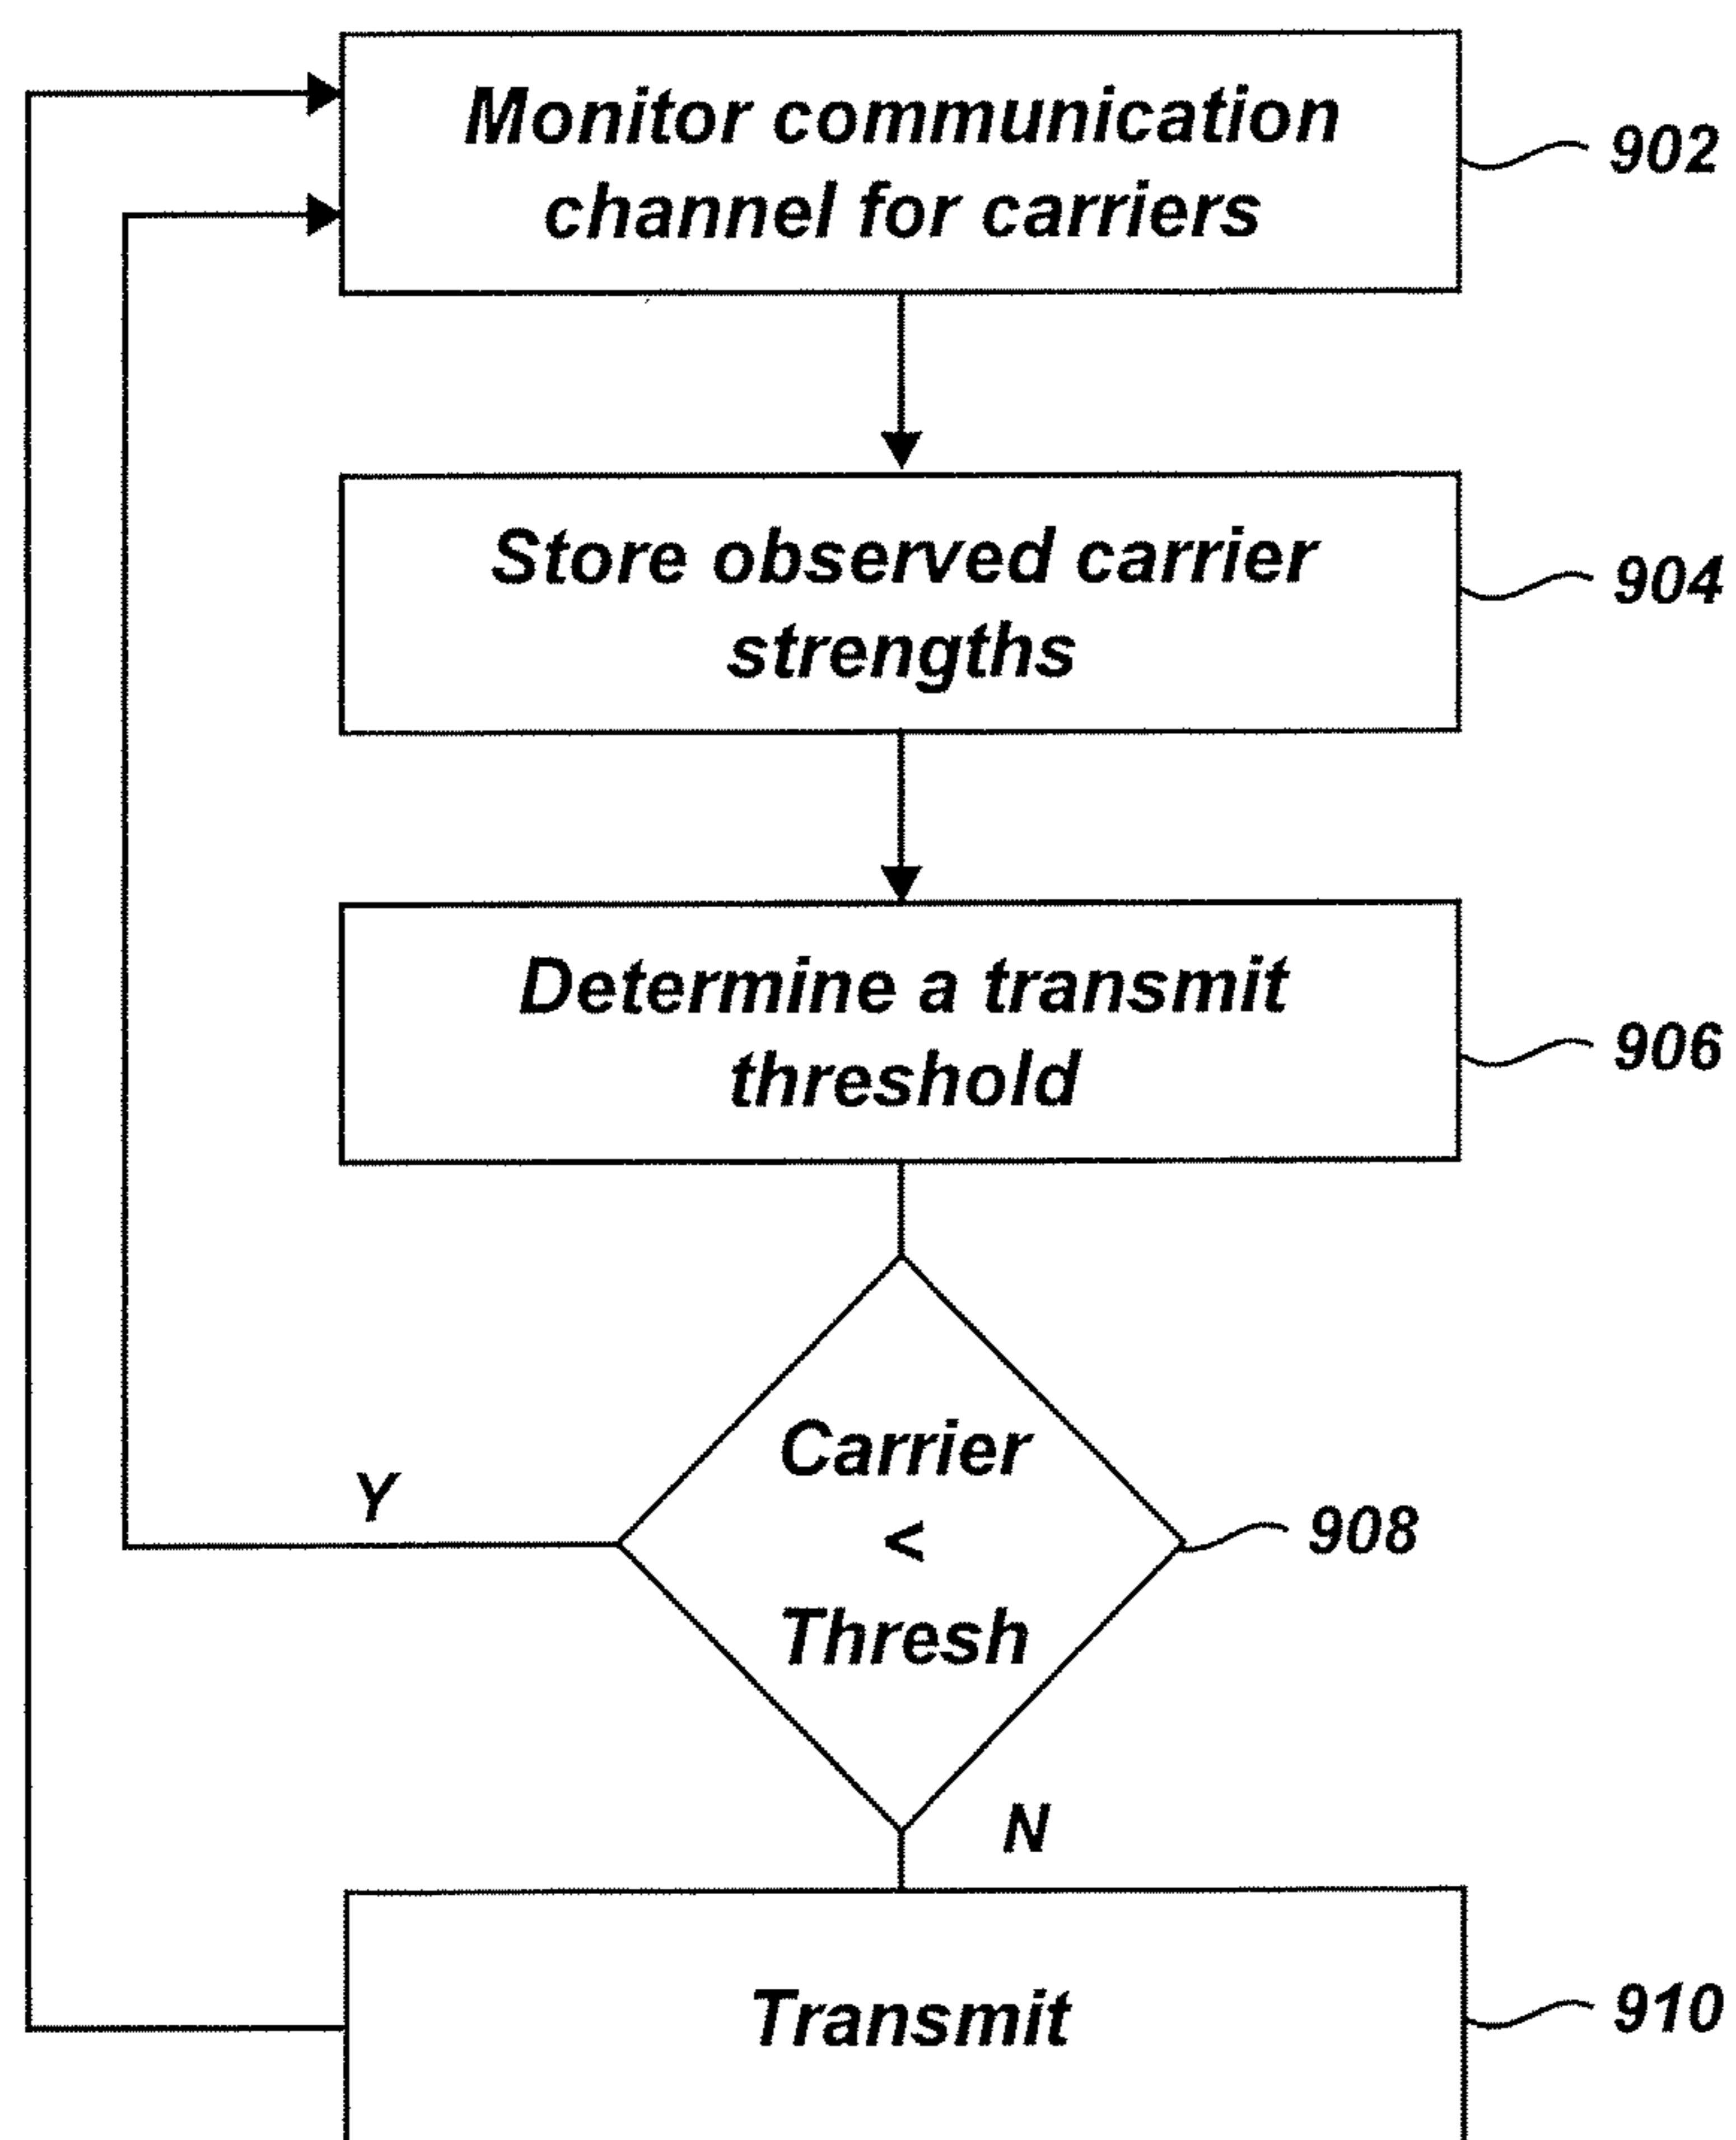 Monitor communication
channel for carriers
902
Store observed carrier
strengths
904
Determine a transmit
threshold
906
Carrier
<
Thresh
908
Y
N
Transmit
910